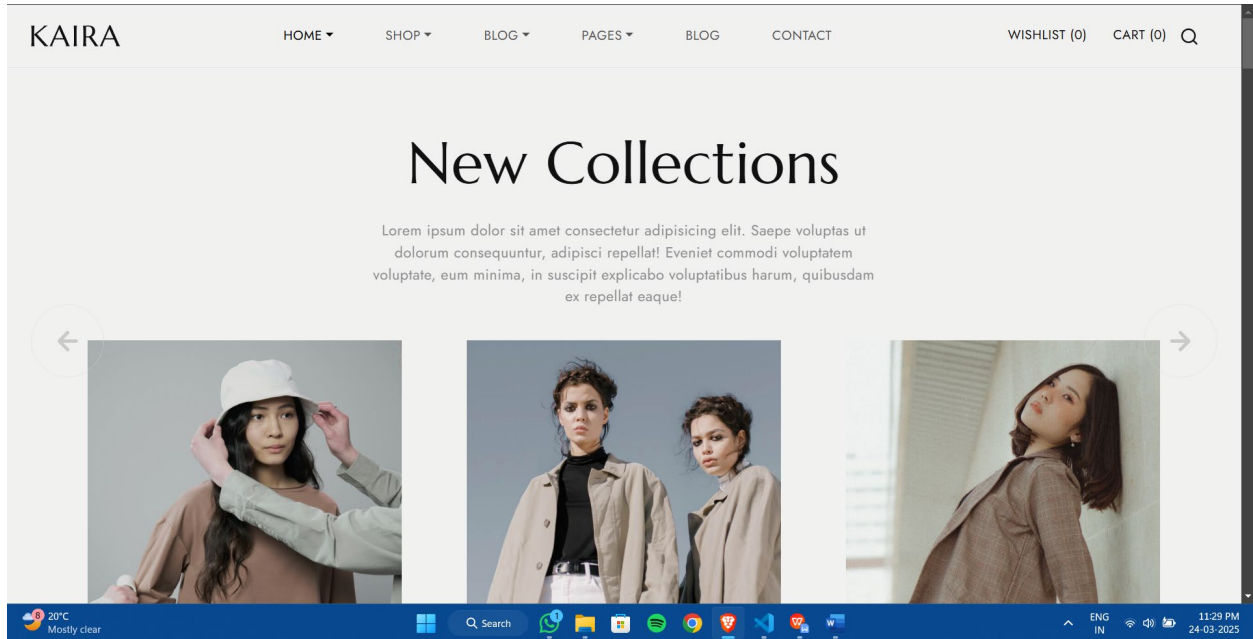 KAIRA
HOME
SHOP
BLOG
PAGES
BLOG
CONTACT
WISHLIST (0)
CART (0)
New Collections
Lorem ipsum dolor sit amet consectetur adipisicing elit. Saepe voluptas ut
dolorum consequuntur, adipisci repellat! Eveniet commodi voluptatem
voluptate, eum minima, in suscipit explicabo voluptatibus harum, quibusdam
ex repellat eaque!
8
20°C
Mostly clear
Search
1
W
ENG
IN
11:29 PM
24-03-2025